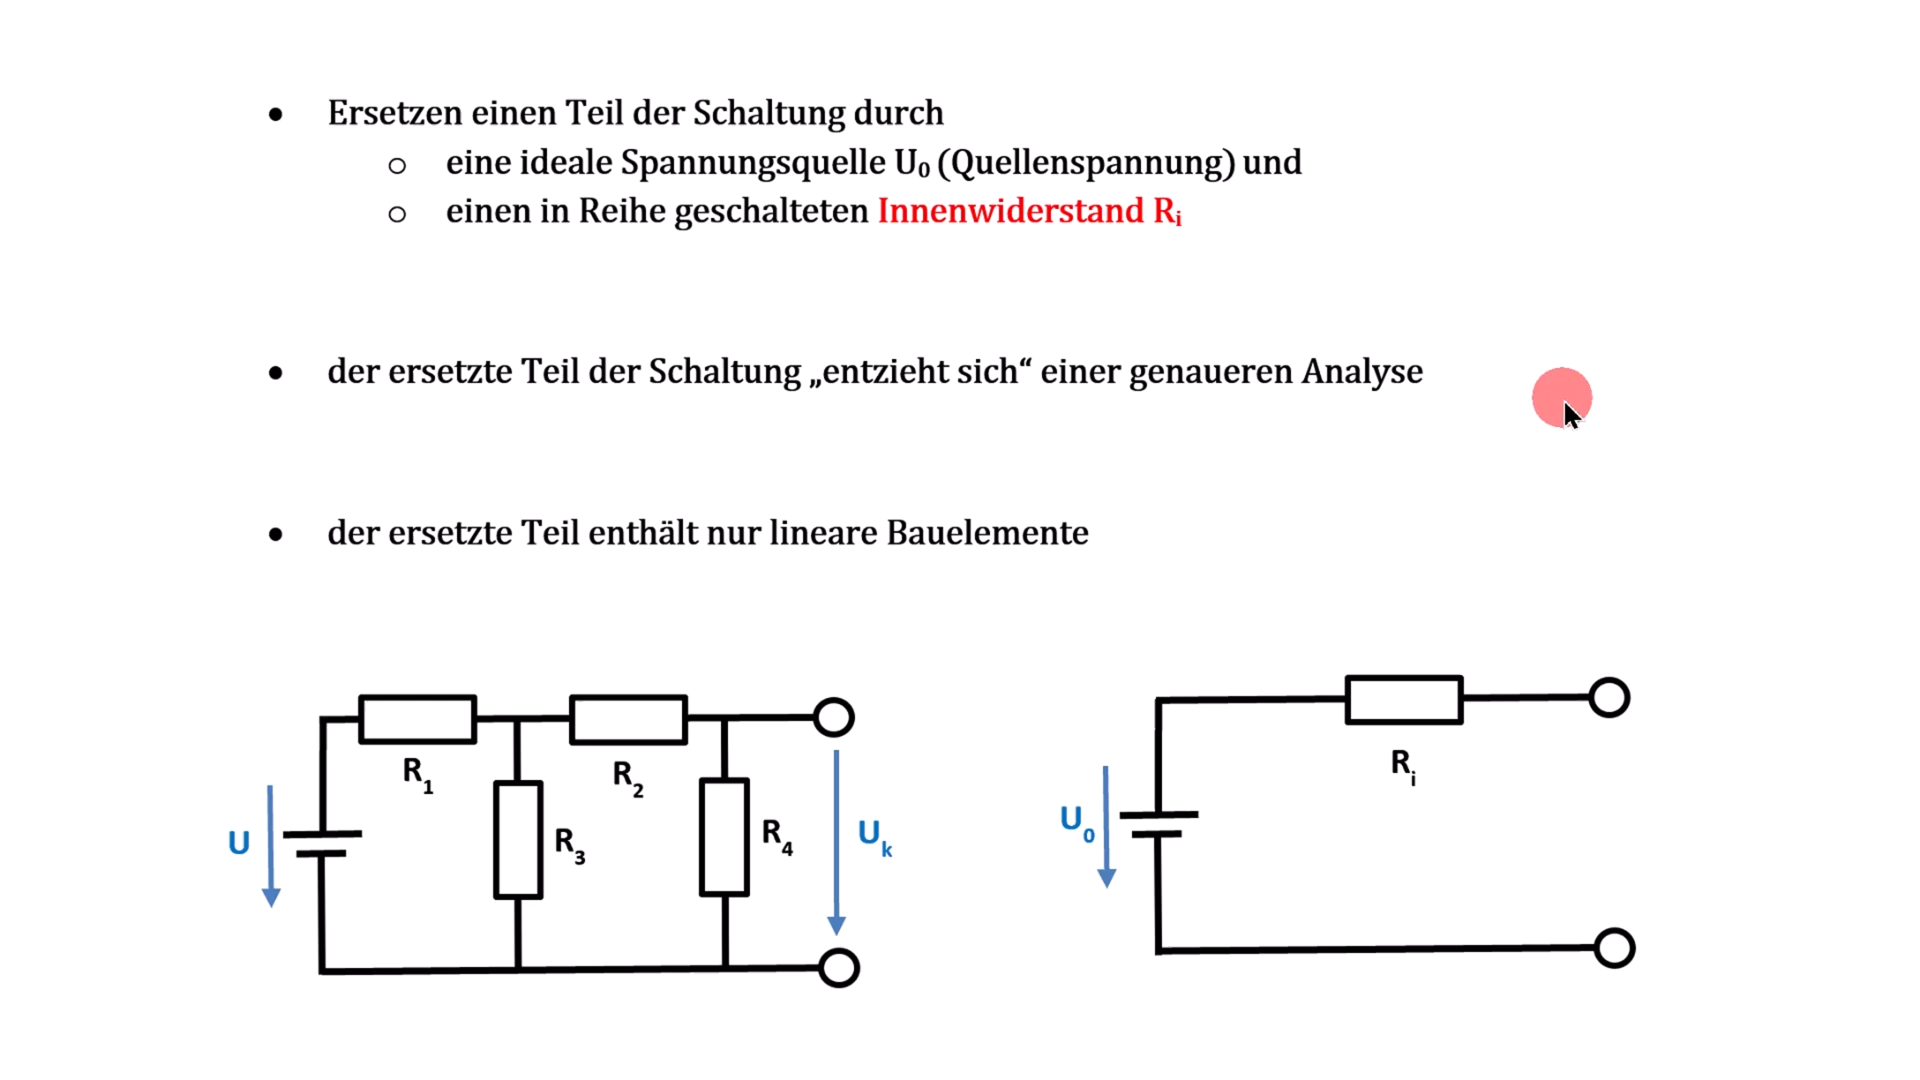 • Ersetzen einen Teil der Schaltung durch
o eine ideale Spannungsquelle U₀ (Quellenspannung) und
o einen in Reihe geschalteten Innenwiderstand Rᵢ
• der ersetzte Teil der Schaltung „entzieht sich“ einer genaueren Analyse
• der ersetzte Teil enthält nur lineare Bauelemente
R₁
R₂
U
R₃
R₄
Uₖ
Rᵢ
U₀